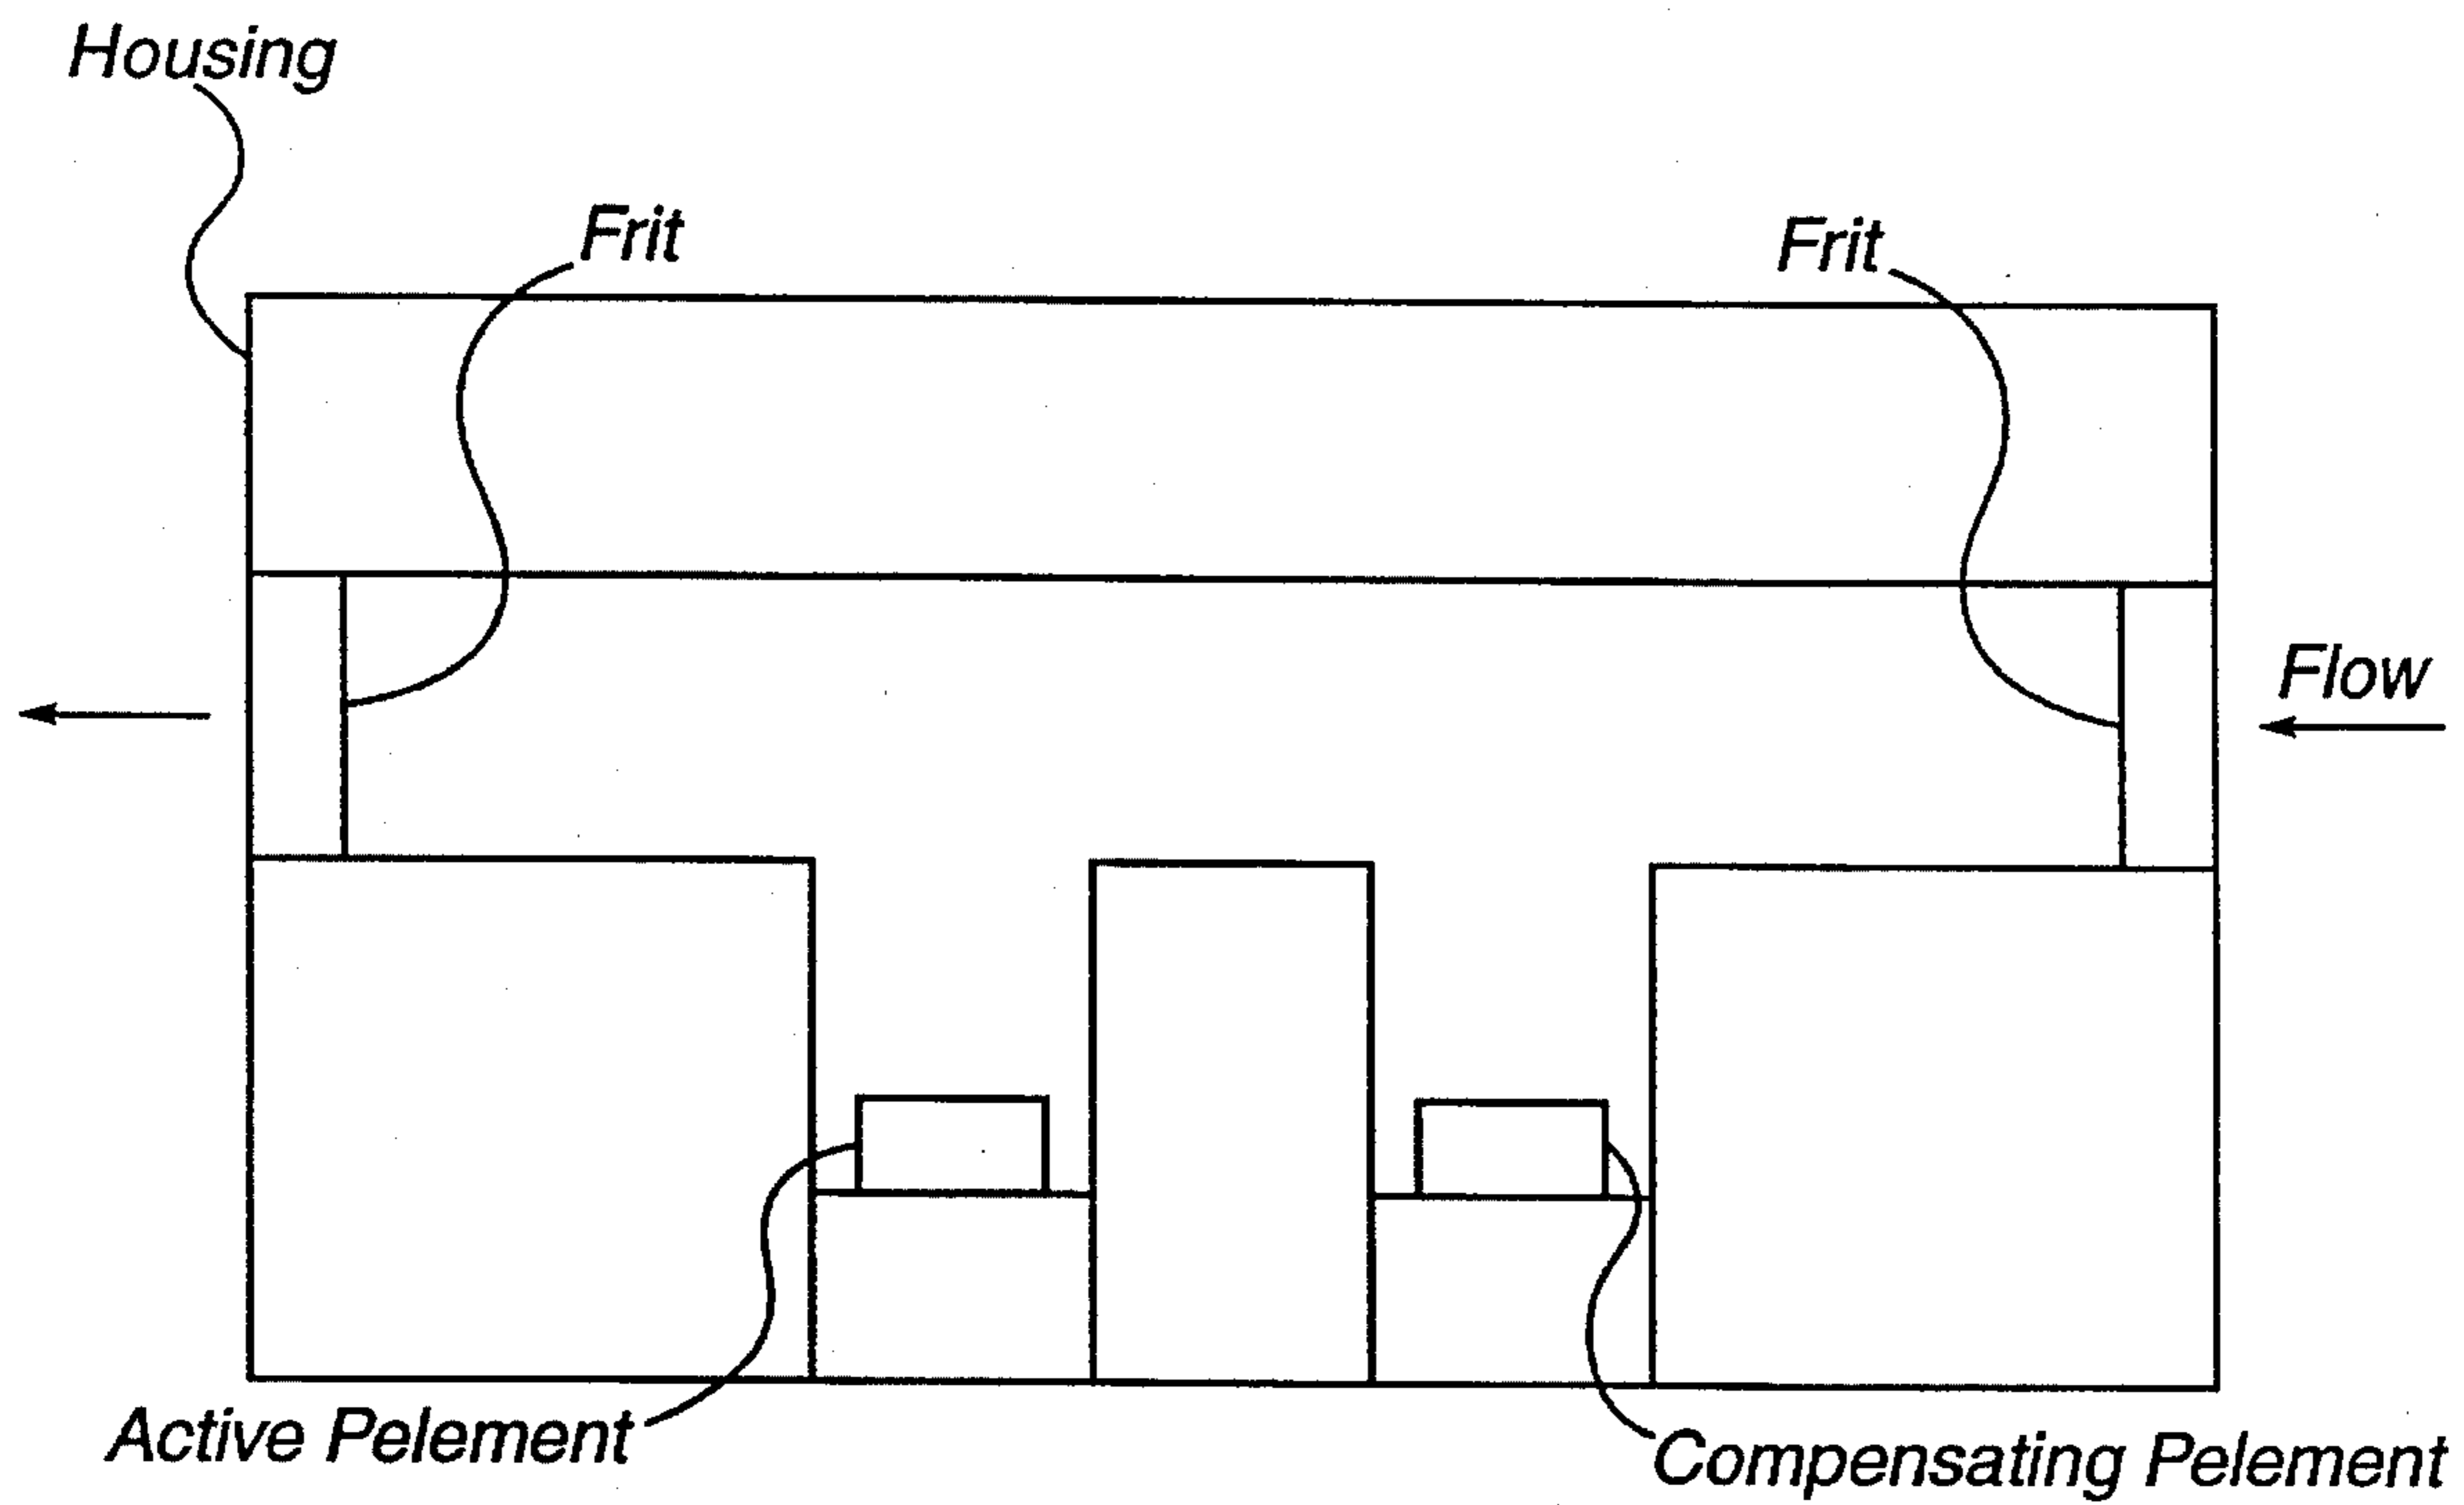 Housing
Frit
Frit
Flow
Active Pelement
Compensating Pelement